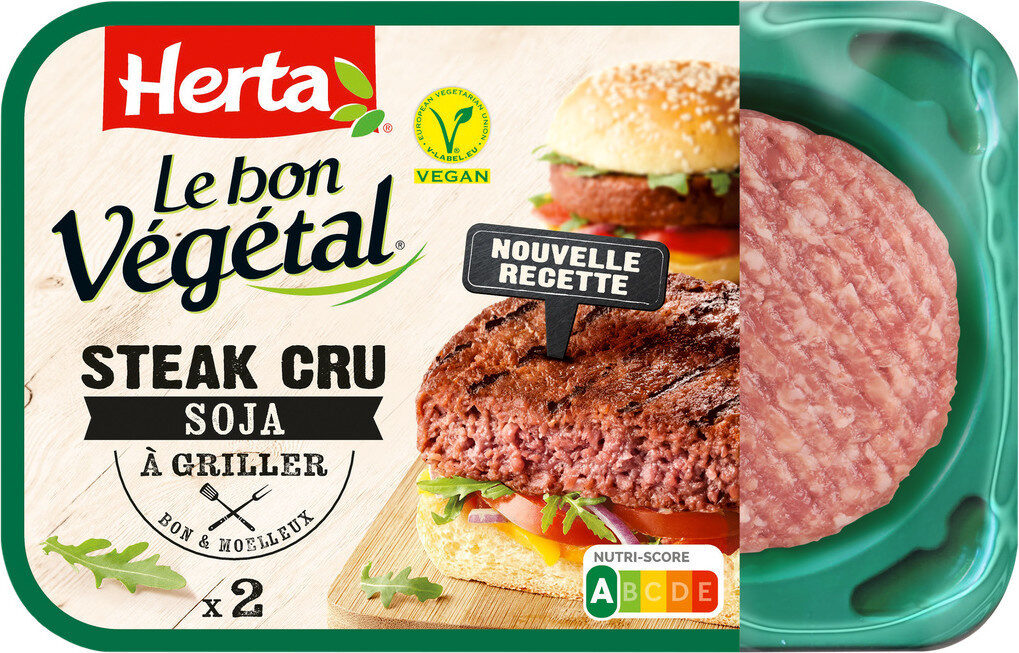 Herta
®
Le bon
Végétal®
EUROPEAN VEGETARIAN UNION
V-LABEL.EU
®
VEGAN
NOUVELLE
RECETTE
STEAK CRU
SOJA
À GRILLER
BON & MOELLEUX
x2
NUTRI-SCORE
A B C D E